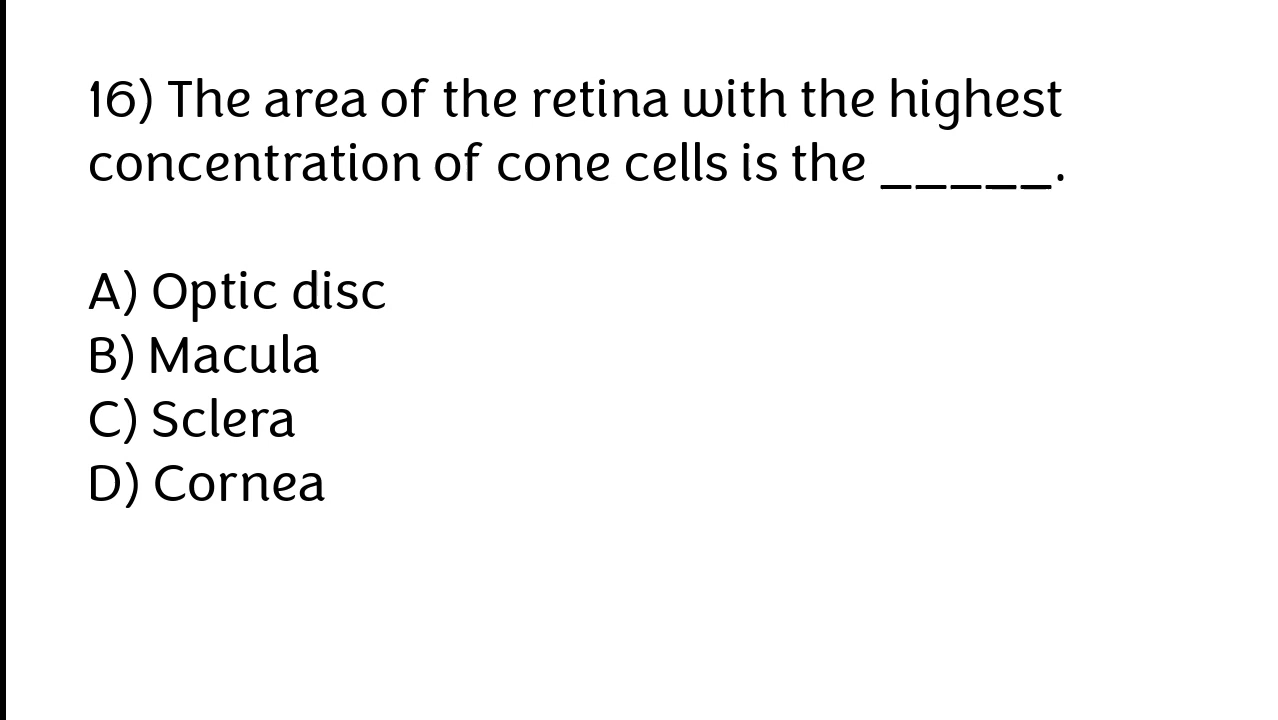 16) The area of the retina with the highest
concentration of cone cells is the _____.
A) Optic disc
B) Macula
C) Sclera
D) Cornea